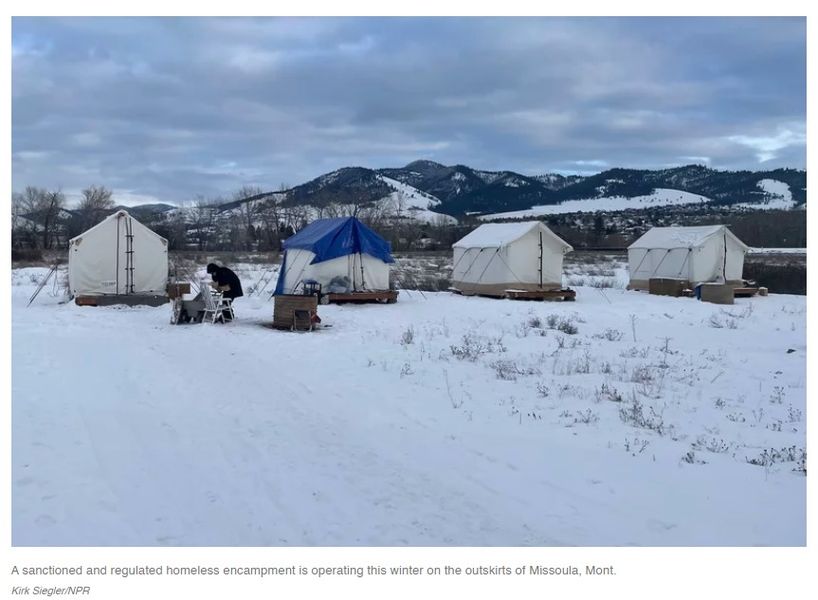 A sanctioned and regulated homeless encampment is operating this winter on the outskirts of Missoula, Mont.
Kirk Siegler/NPR